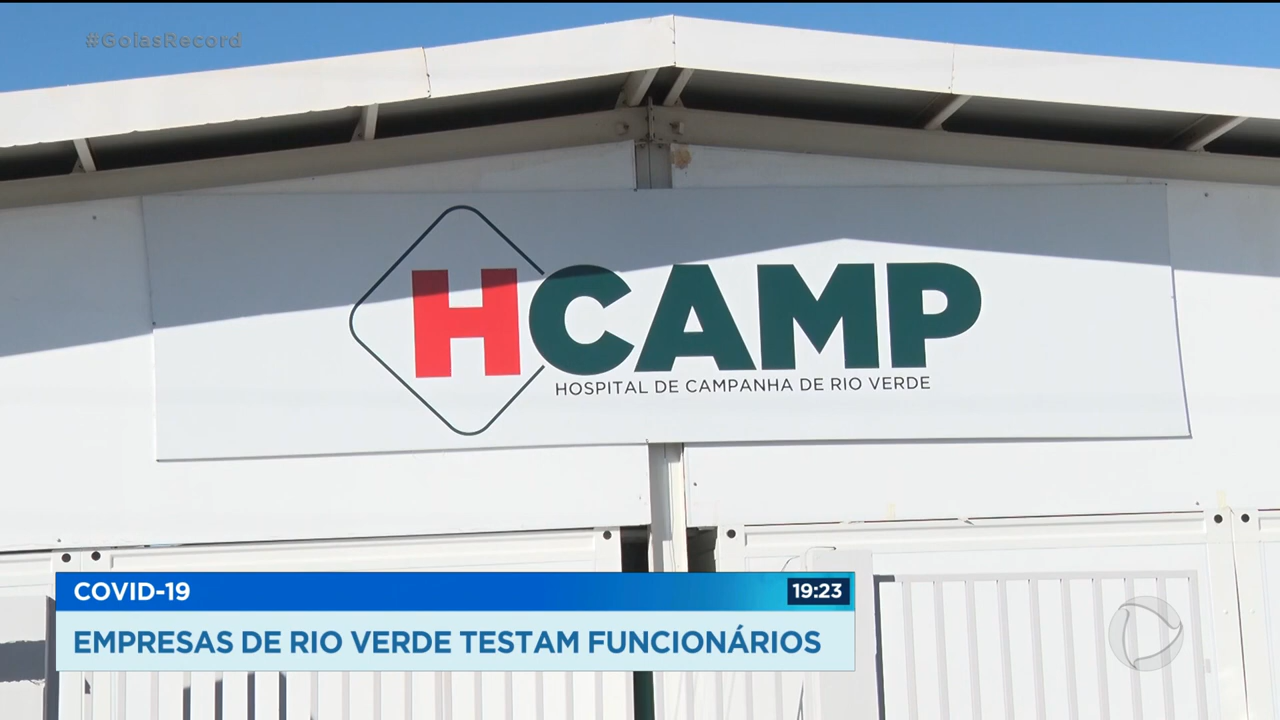 #GoiasRecord
HCAMP
HOSPITAL DE CAMPANHA DE RIO VERDE
COVID-19
19:23
EMPRESAS DE RIO VERDE TESTAM FUNCIONÁRIOS